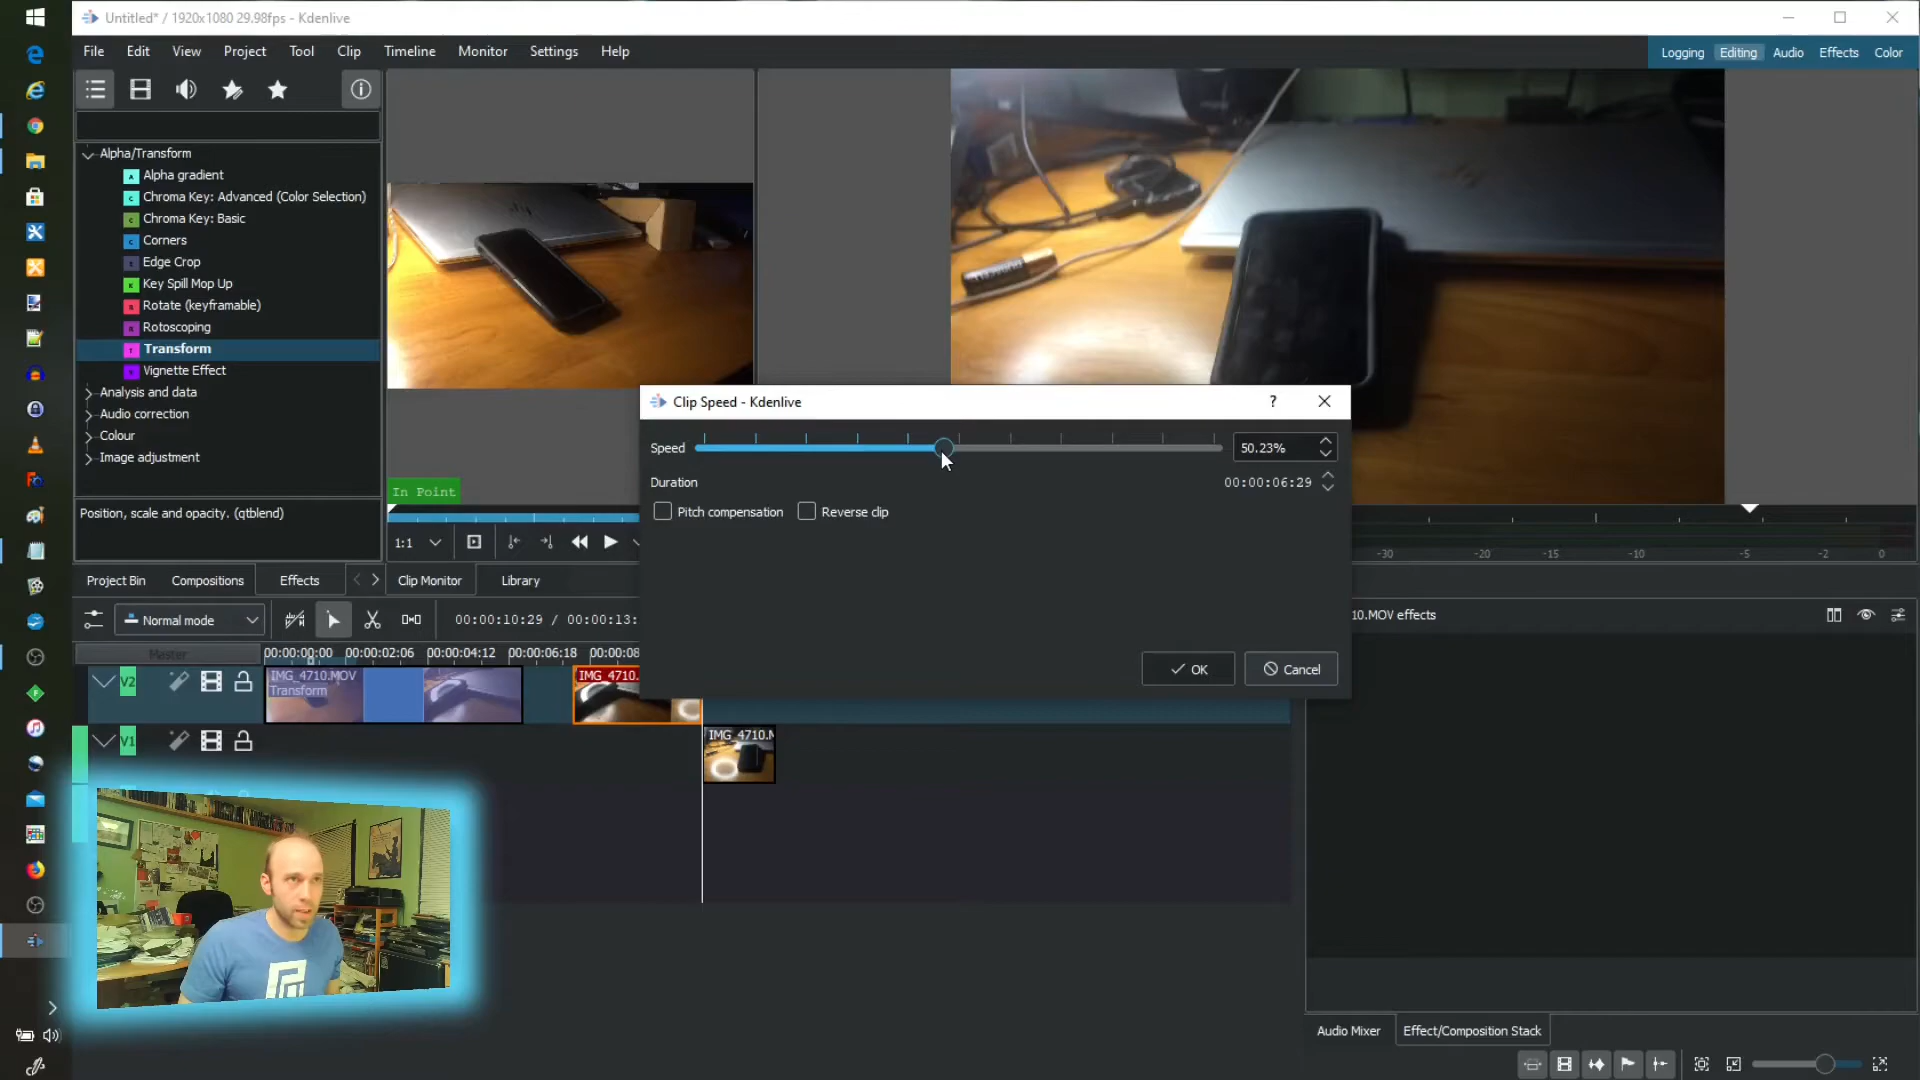 Untitled* / 1920x1080 29.98fps - Kdenlive
File Edit View Project Tool Clip Timeline Monitor Settings Help
Logging Editing Audio Effects Color
Alpha/Transform
Alpha gradient
Chroma Key: Advanced (Color Selection)
Chroma Key: Basic
Corners
Edge Crop
Key Spill Mop Up
Rotate (keyframable)
Rotoscoping
Transform
Vignette Effect
Analysis and data
Audio correction
Colour
Image adjustment
Position, scale and opacity. (qtblend)
In Point
1:1
Clip Speed - Kdenlive
?
Speed 50.23%
Duration 00:00:06:29
Pitch compensation Reverse clip
OK Cancel
-30 -20 -15 -10 -5 -2 0
Project Bin Compositions Effects Clip Monitor Library
Normal mode 00:00:10:29 / 00:00:13:
10.MOV effects
Master 00:00:00:00 00:00:02:06 00:00:04:12 00:00:06:18 00:00:08
V2 IMG_4710.MOV IMG_4710.
Transform
V1 IMG_4710.M
Audio Mixer Effect/Composition Stack